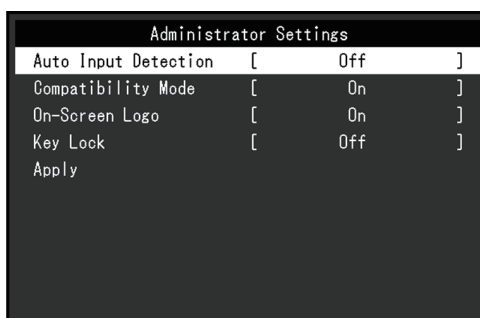 Administrator Settings
Auto Input Detection [ Off ]
Compatibility Mode [ On ]
On-Screen Logo [ On ]
Key Lock [ Off ]
Apply